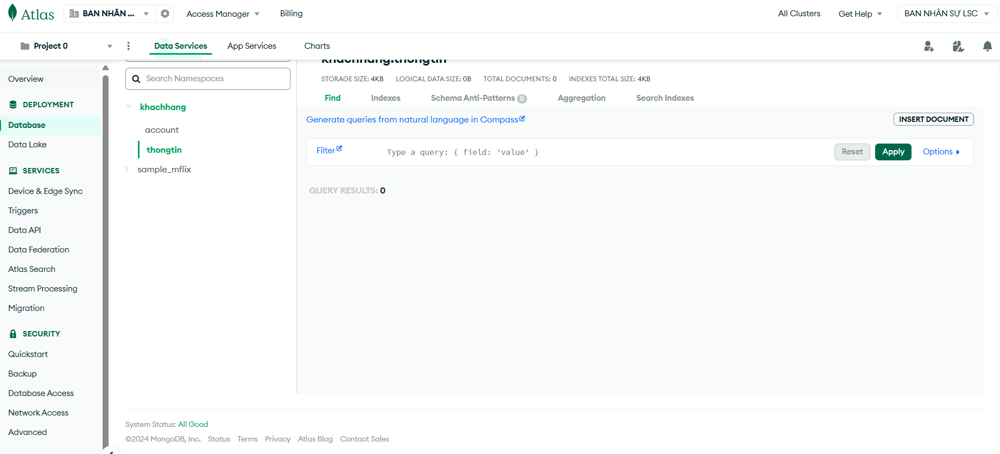 Atlas
BAN NHÂN ...
Access Manager
Billing
All Clusters
Get Help
BAN NHÂN SỰ LSC
Project 0
Data Services
App Services
Charts
Overview
DEPLOYMENT
Database
Data Lake
SERVICES
Device & Edge Sync
Triggers
Data API
Data Federation
Atlas Search
Stream Processing
Migration
SECURITY
Quickstart
Backup
Database Access
Network Access
Advanced
Search Namespaces
khachhang
account
thongtin
sample_mflix
khachhang.thongtin
STORAGE SIZE: 4KB LOGICAL DATA SIZE: 0B TOTAL DOCUMENTS: 0 INDEXES TOTAL SIZE: 4KB
Find Indexes Schema Anti-Patterns 0 Aggregation Search Indexes
Generate queries from natural language in Compass
INSERT DOCUMENT
Filter
Type a query: { field: 'value' }
Reset
Apply
Options
QUERY RESULTS: 0
System Status: All Good
©2024 MongoDB, Inc. Status Terms Privacy Atlas Blog Contact Sales